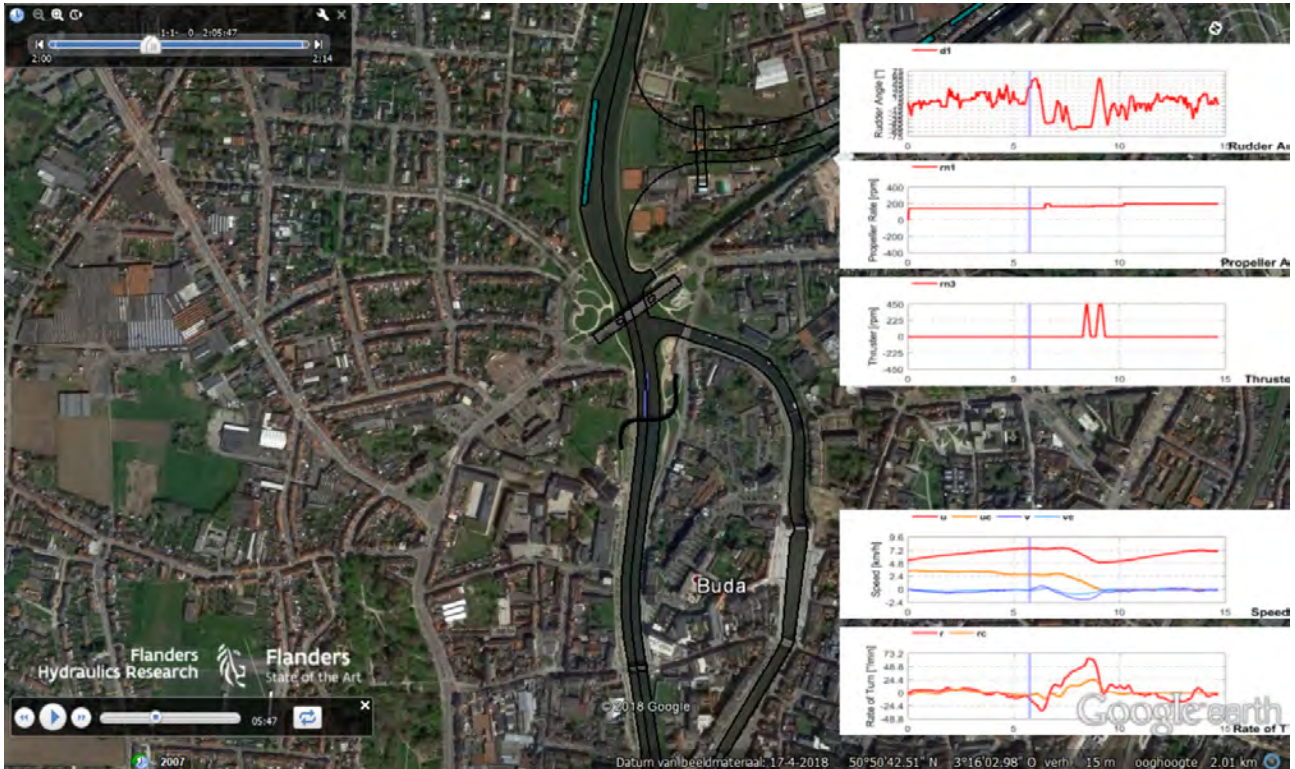 1-1-... 0...2:05:47
2:00
2:14
d1
Rudder Angle [°]
0
5
10
15
Rudder A
rn1
Propeller Rate [rpm]
400
200
0
-200
-400
0
5
10
Propeller A
rn3
Thruster [rpm]
450
225
0
-225
-450
0
5
10
Thruste
u
uc
v
vc
Speed [km/h]
9.6
7.2
4.8
2.4
0
-2.4
0
5
10
Speed
r
rc
Rate of Turn [°/min]
73.2
48.8
24.4
0
-24.4
-48.8
0
5
10
Rate of T
Buda
Flanders
Hydraulics Research
Flanders
State of the Art
© 2018 Google
Google earth
05:47
2007
Datum van beeldmateriaal: 17-4-2018 50°50'42.51" N 3°16'02.98" O verh 15 m ooghoogte 2.01 km